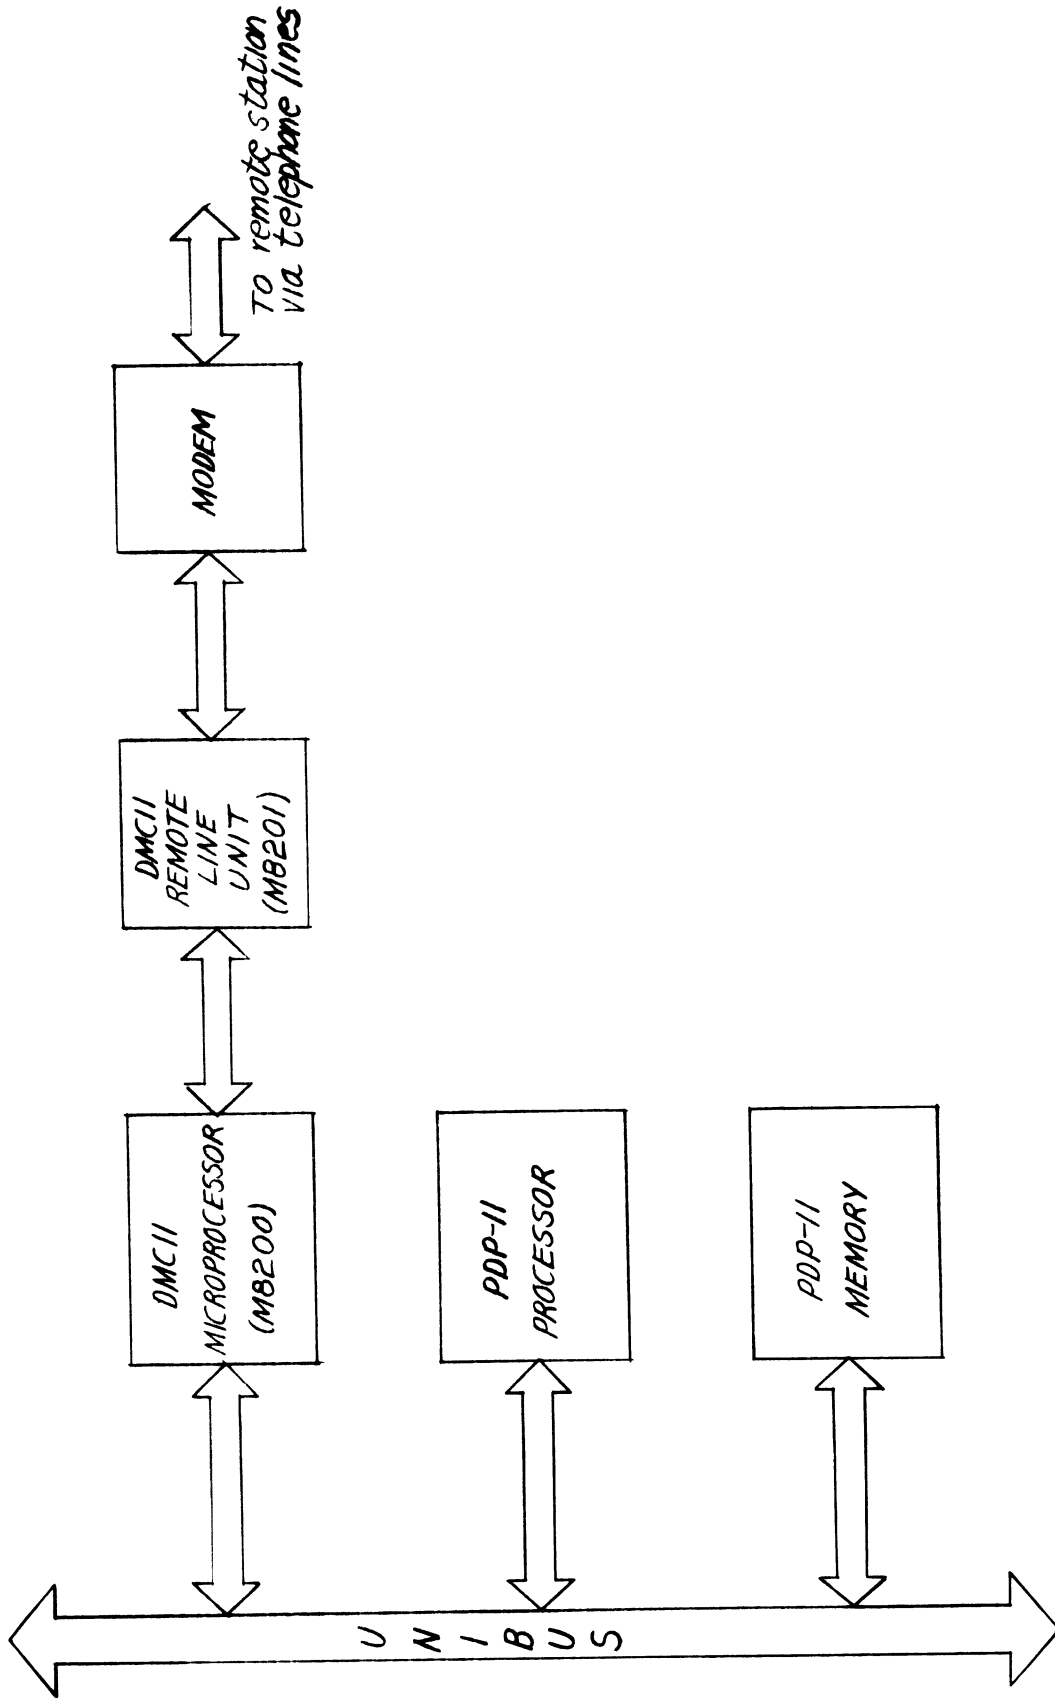 UNIBUS
DMC11
MICROPROCESSOR
(M8200)
DMC11
REMOTE
LINE
UNIT
(M8201)
MODEM
To remote station
via telephone lines
PDP-11
PROCESSOR
PDP-11
MEMORY